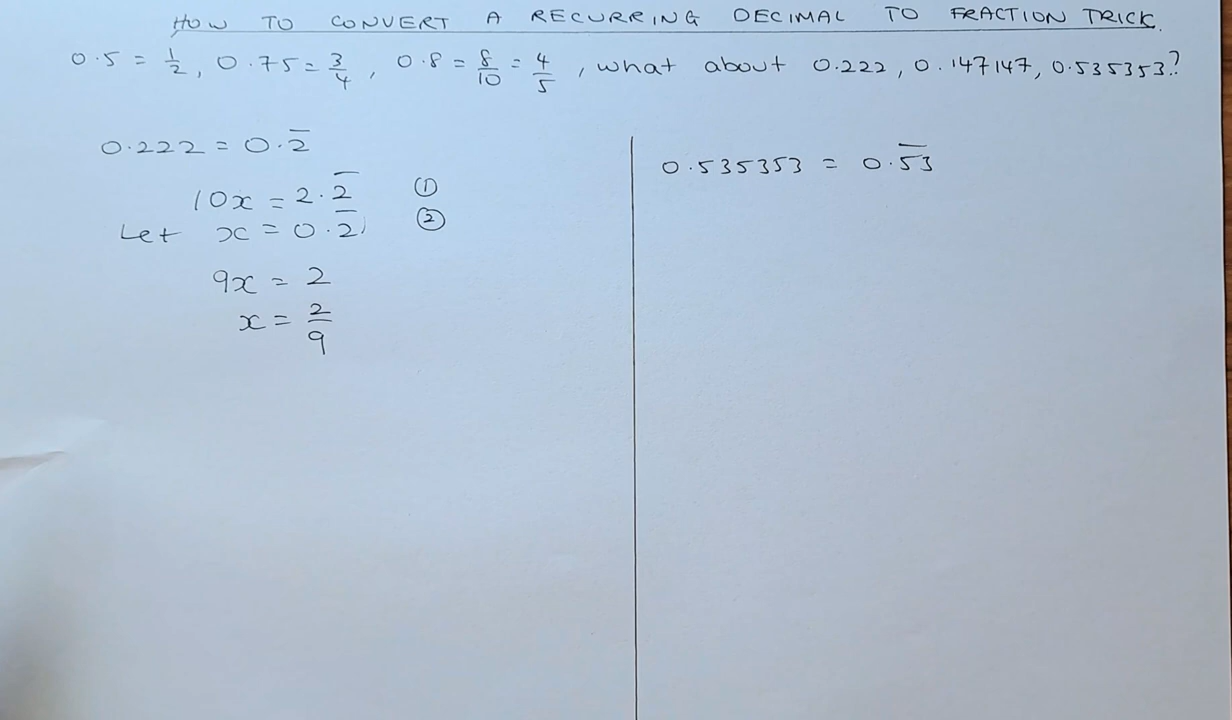 HOW TO CONVERT A RECURRING DECIMAL TO FRACTION TRICK.
0.5 = 1/2, 0.75 = 3/4, 0.8 = 8/10 = 4/5, what about 0.222, 0.147147, 0.535353?
0.222 = 0.2̅
10x = 2.2̅ ①
Let x = 0.2̅ ②
9x = 2
x = 2/9
0.535353 = 0.5̅3̅